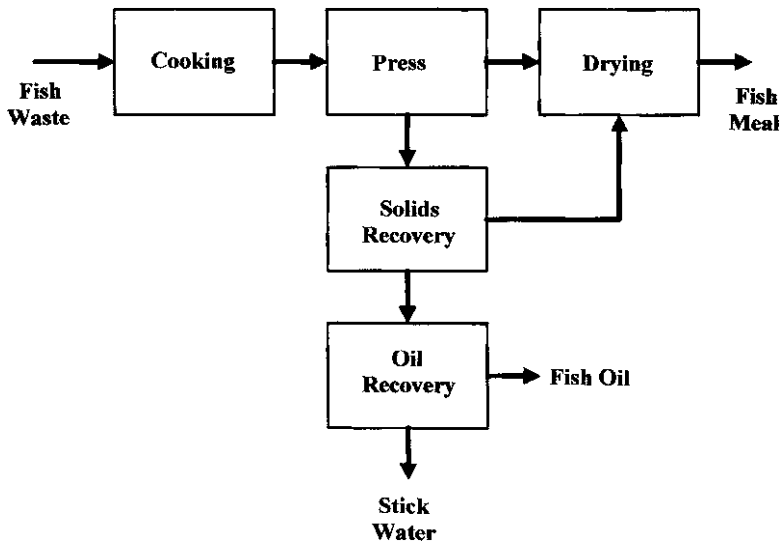 Cooking
Press
Drying
Fish
Waste
Fish
Meal
Solids
Recovery
Oil
Recovery
Fish Oil
Stick
Water